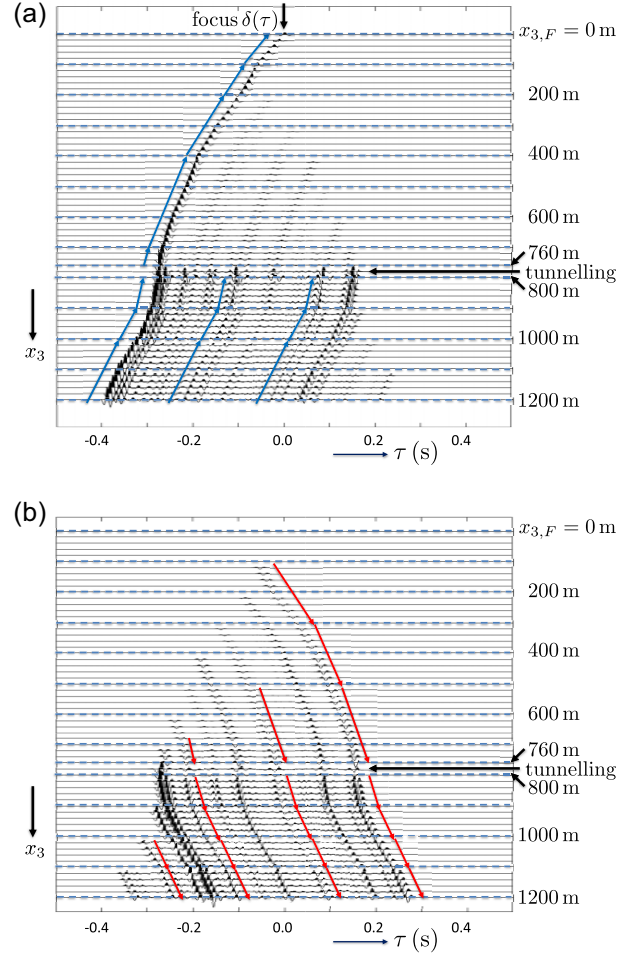 (a)
focus δ(τ)
x₃,F = 0 m
200 m
400 m
600 m
760 m
tunnelling
800 m
x₃
1000 m
1200 m
-0.4 -0.2 0.0 0.2 0.4
τ (s)
(b)
x₃,F = 0 m
200 m
400 m
600 m
760 m
tunnelling
800 m
x₃
1000 m
1200 m
-0.4 -0.2 0.0 0.2 0.4
τ (s)